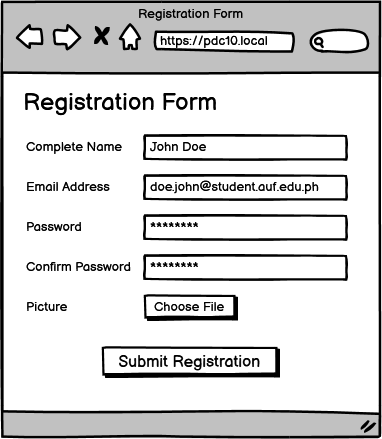 Registration Form
https://pdc10.local
Registration Form
Complete Name John Doe
Email Address doe.john@student.auf.edu.ph
Password ********
Confirm Password ********
Picture Choose File
Submit Registration